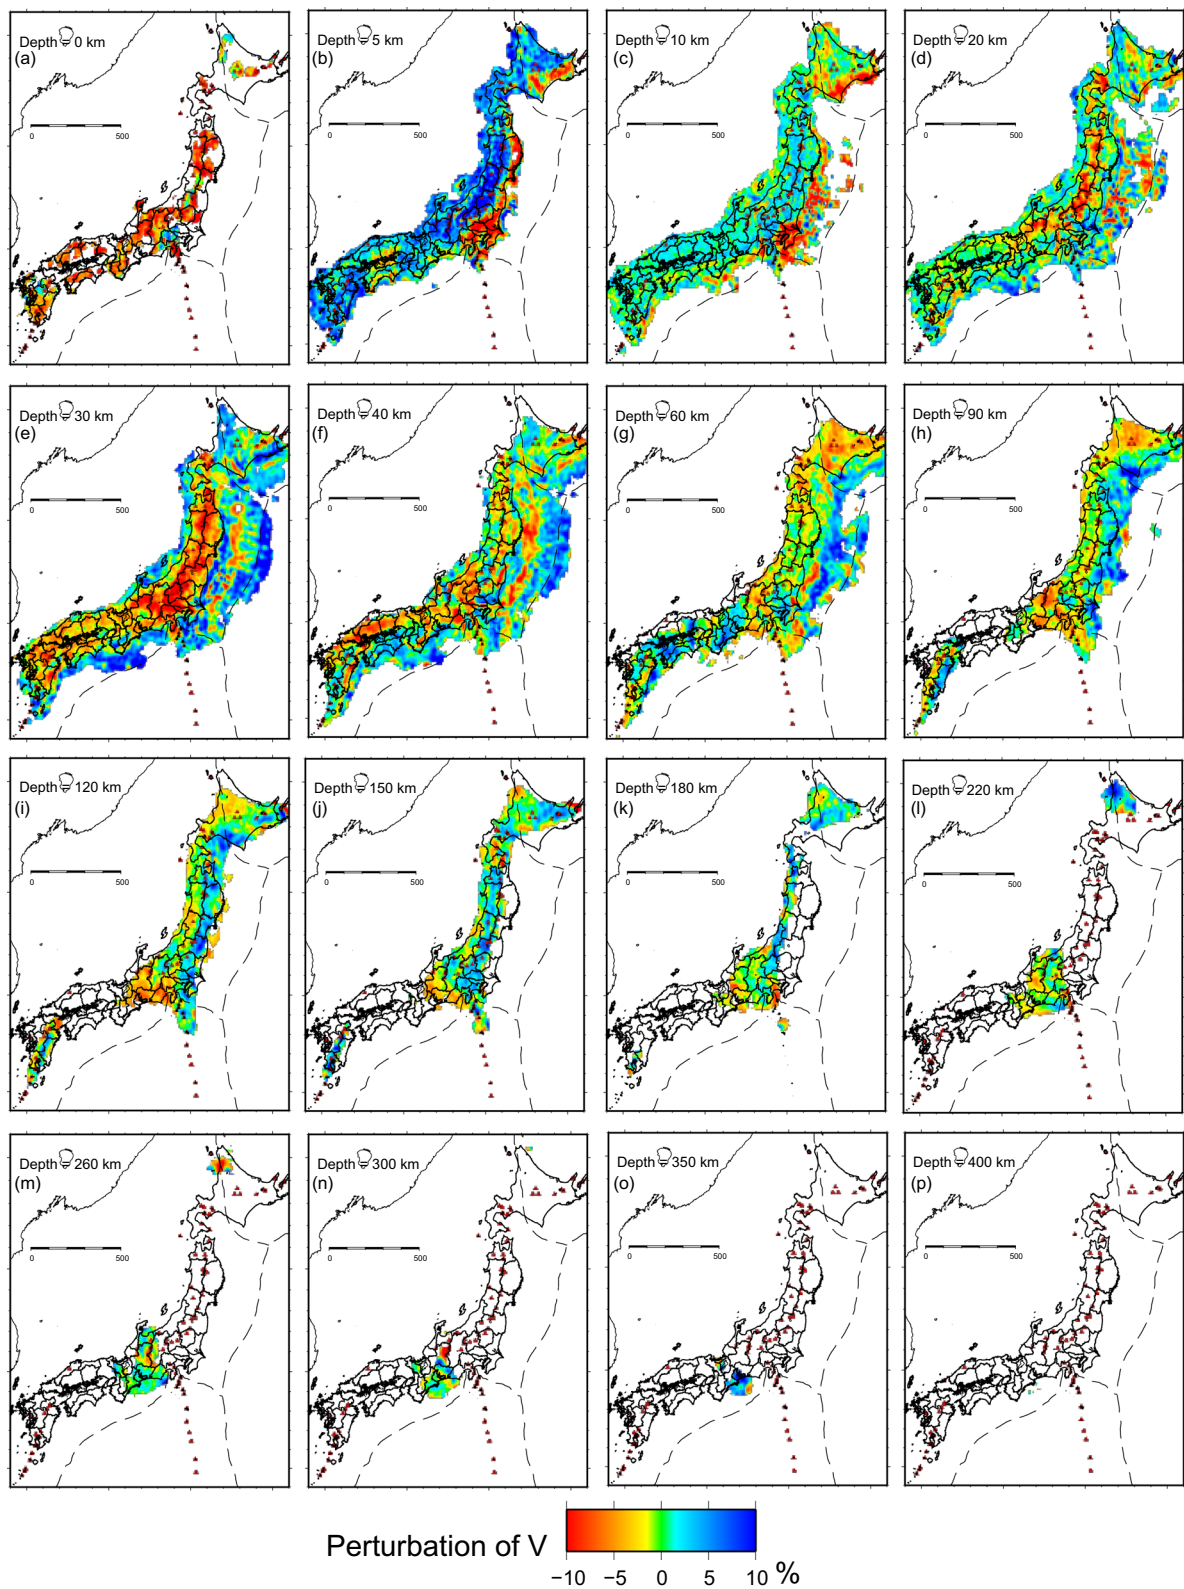 Depth 0 km
(a)
0 500
Depth 5 km
(b)
0 500
Depth 10 km
(c)
0 500
Depth 20 km
(d)
0 500
Depth 30 km
(e)
0 500
Depth 40 km
(f)
0 500
Depth 60 km
(g)
0 500
Depth 90 km
(h)
0 500
Depth 120 km
(i)
0 500
Depth 150 km
(j)
0 500
Depth 180 km
(k)
0 500
Depth 220 km
(l)
0 500
Depth 260 km
(m)
0 500
Depth 300 km
(n)
0 500
Depth 350 km
(o)
0 500
Depth 400 km
(p)
0 500
Perturbation of V
−10 −5 0 5 10 %